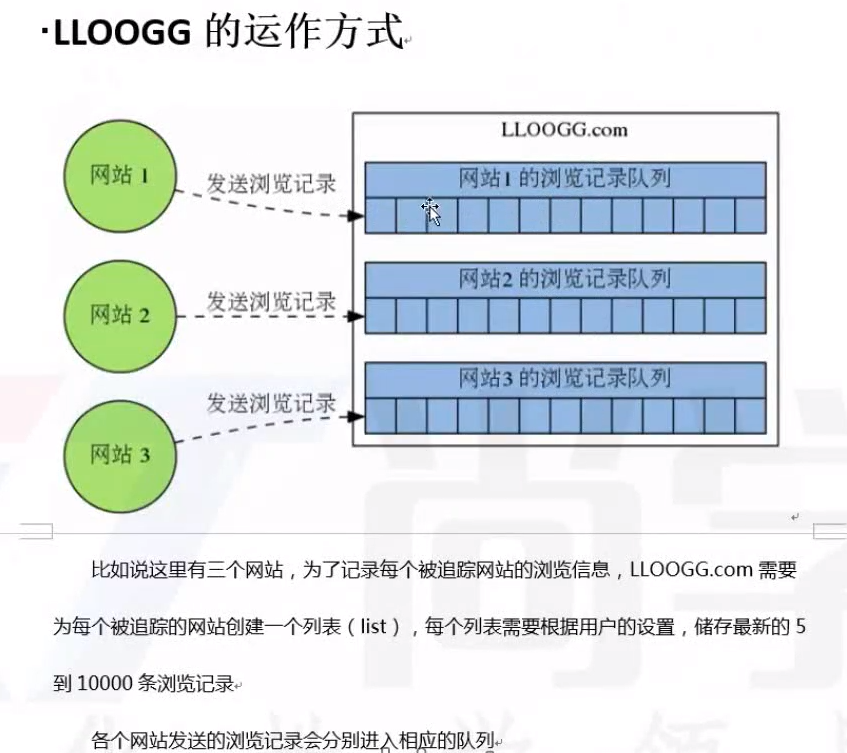 ·LLOOGG 的运作方式
LLOOGG.com
网站 1
发送浏览记录
网站1 的浏览记录队列
网站 2
发送浏览记录
网站2 的浏览记录队列
网站 3
发送浏览记录
网站3 的浏览记录队列
比如说这里有三个网站，为了记录每个被追踪网站的浏览信息，LLOOGG.com 需要
为每个被追踪的网站创建一个列表（list），每个列表需要根据用户的设置，储存最新的 5
到 10000 条浏览记录
各个网站发送的浏览记录会分别进入相应的队列